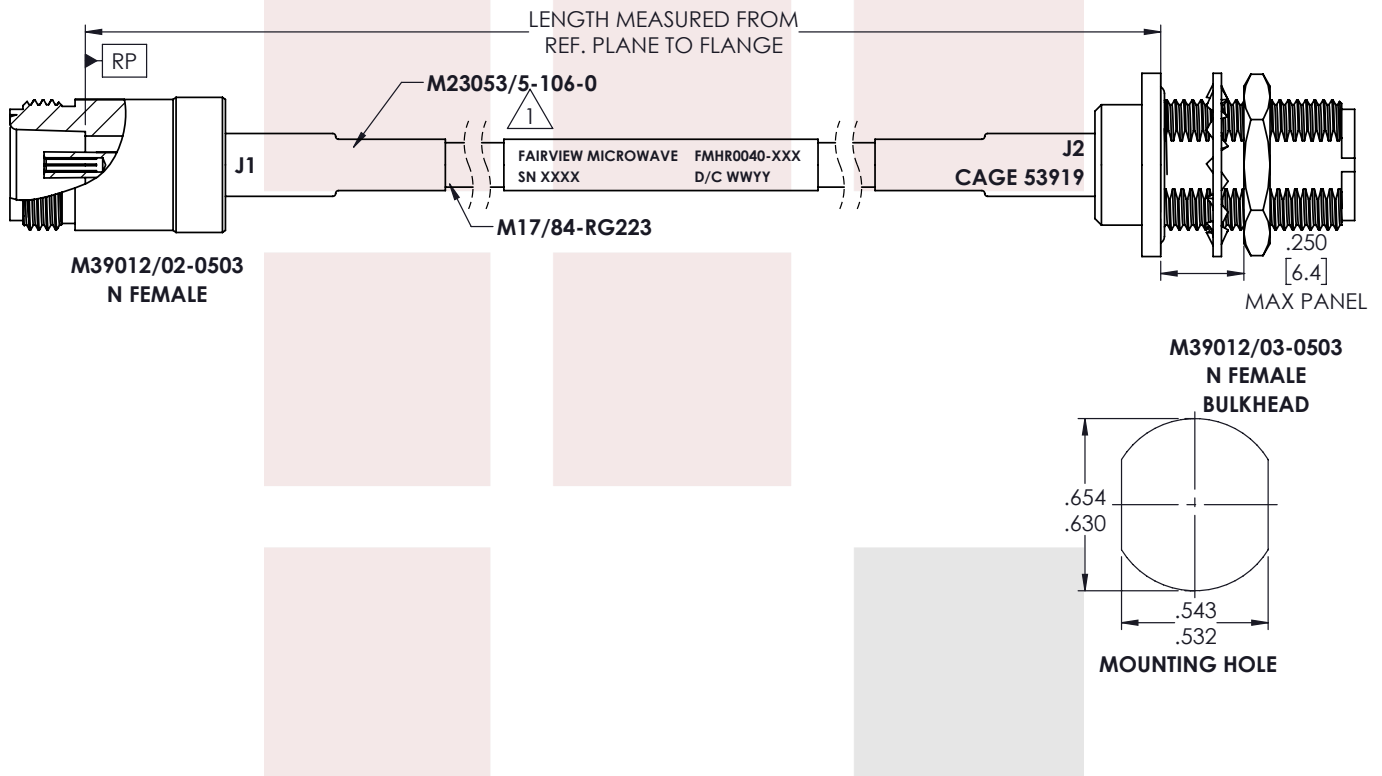 LENGTH MEASURED FROM
REF. PLANE TO FLANGE
RP
M23053/5-106-0
1
J1
FAIRVIEW MICROWAVE FMHR0040-XXX
SN XXXX D/C WWYY
J2
CAGE 53919
M17/84-RG223
M39012/02-0503
N FEMALE
.250
[6.4]
MAX PANEL
M39012/03-0503
N FEMALE
BULKHEAD
.654
.630
.543
.532
MOUNTING HOLE